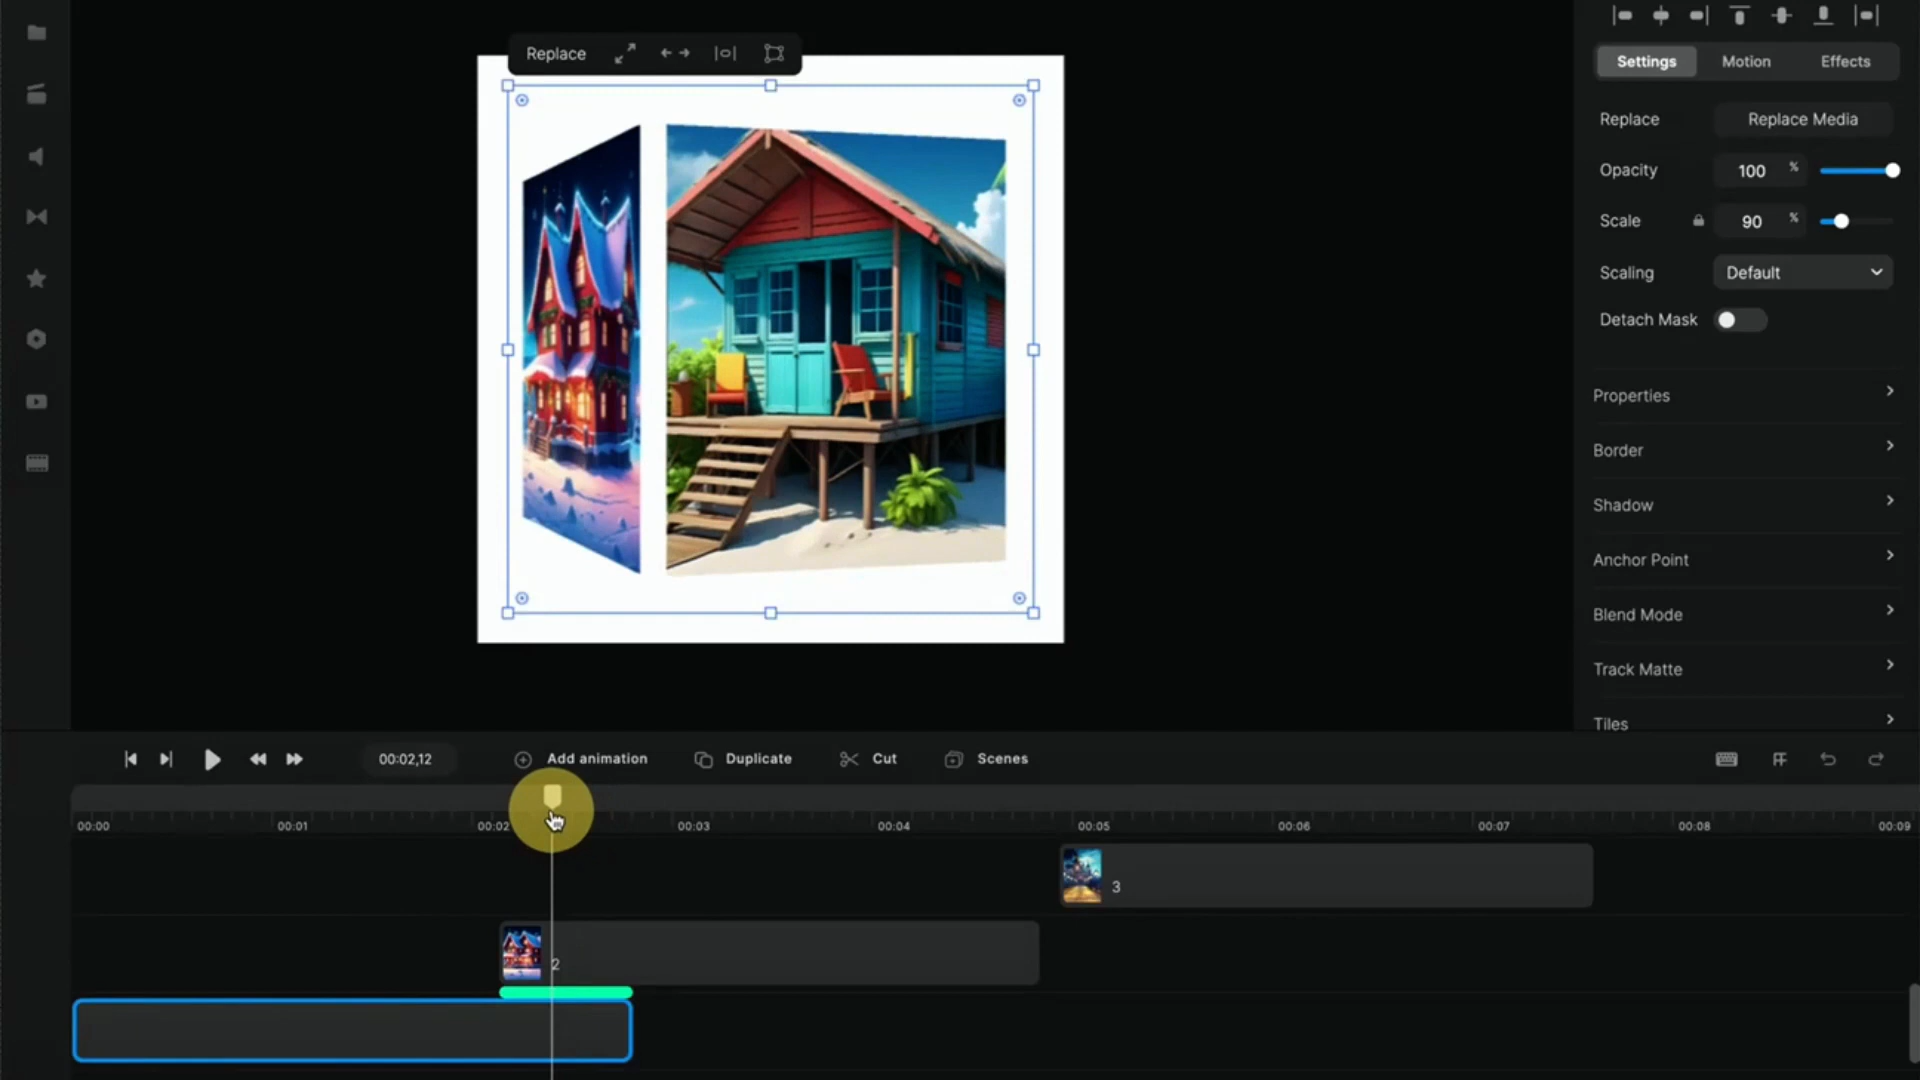 Replace
Settings
Motion
Effects
Replace
Replace Media
Opacity
100
%
Scale
90
%
Scaling
Default
Detach Mask
Properties
Border
Shadow
Anchor Point
Blend Mode
Track Matte
Tiles
00:02,12
Add animation
Duplicate
Cut
Scenes
00:00
00:01
00:02
00:03
00:04
00:05
00:06
00:07
00:08
00:09
3
2